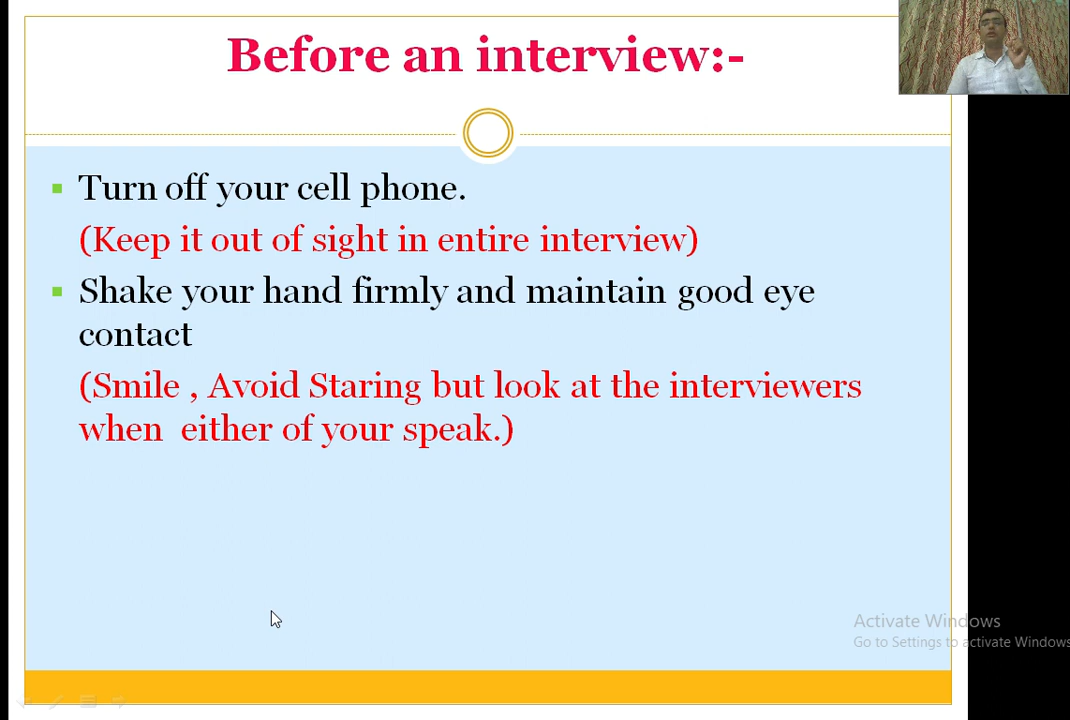 Before an interview:-
Turn off your cell phone.
(Keep it out of sight in entire interview)
Shake your hand firmly and maintain good eye
contact
(Smile , Avoid Staring but look at the interviewers
when either of your speak.)
Activate Windows
Go to Settings to activate Windows